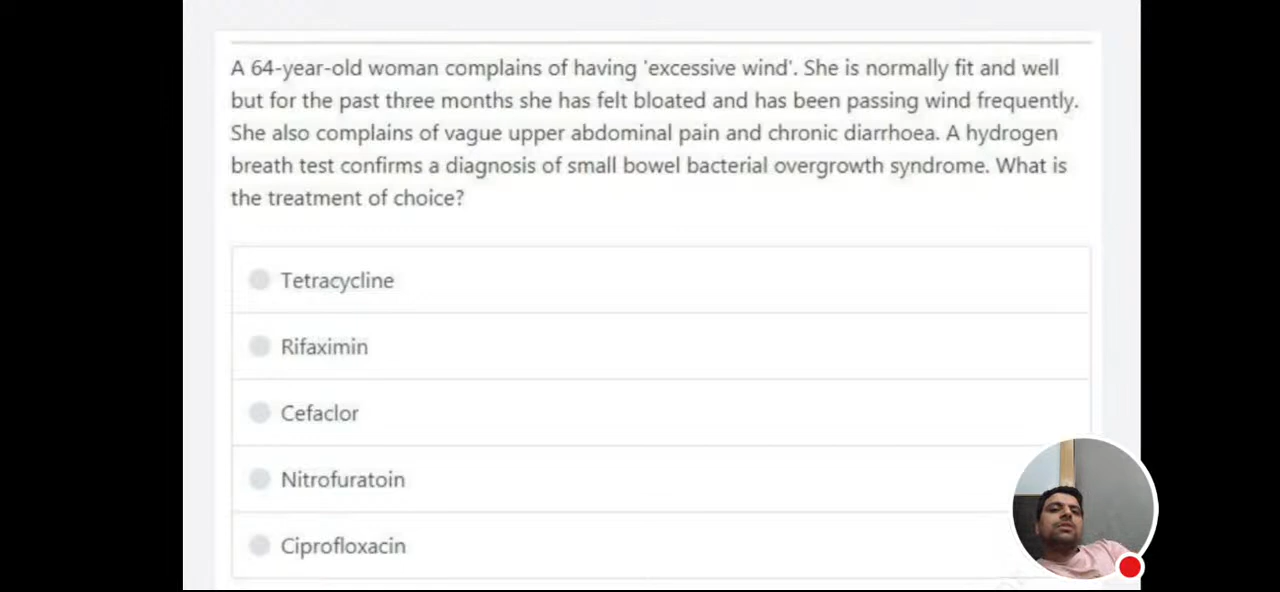 A 64-year-old woman complains of having 'excessive wind'. She is normally fit and well
but for the past three months she has felt bloated and has been passing wind frequently.
She also complains of vague upper abdominal pain and chronic diarrhoea. A hydrogen
breath test confirms a diagnosis of small bowel bacterial overgrowth syndrome. What is
the treatment of choice?
Tetracycline
Rifaximin
Cefaclor
Nitrofuratoin
Ciprofloxacin